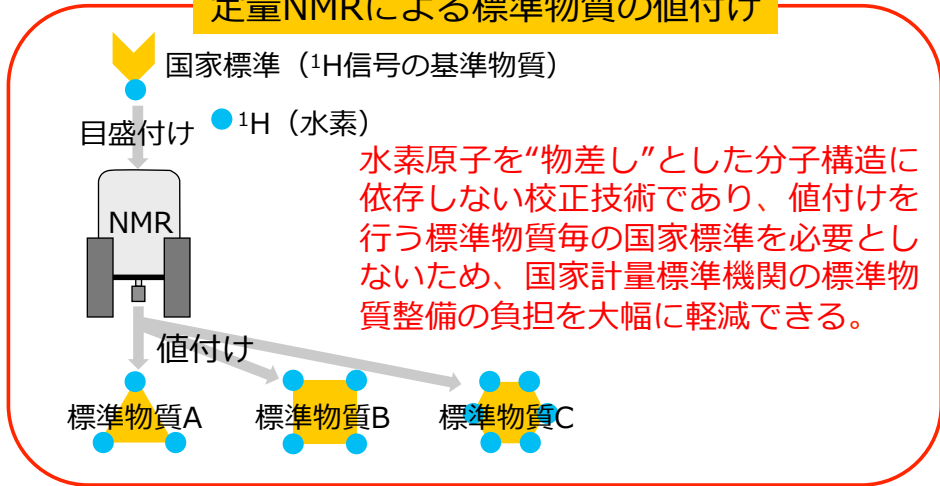 定量NMRによる標準物質の値付け
国家標準（¹H信号の基準物質）
目盛付け
¹H（水素）
水素原子を“物差し”とした分子構造に
依存しない校正技術であり、値付けを
行う標準物質毎の国家標準を必要とし
ないため、国家計量標準機関の標準物
質整備の負担を大幅に軽減できる。
NMR
値付け
標準物質A 標準物質B 標準物質C